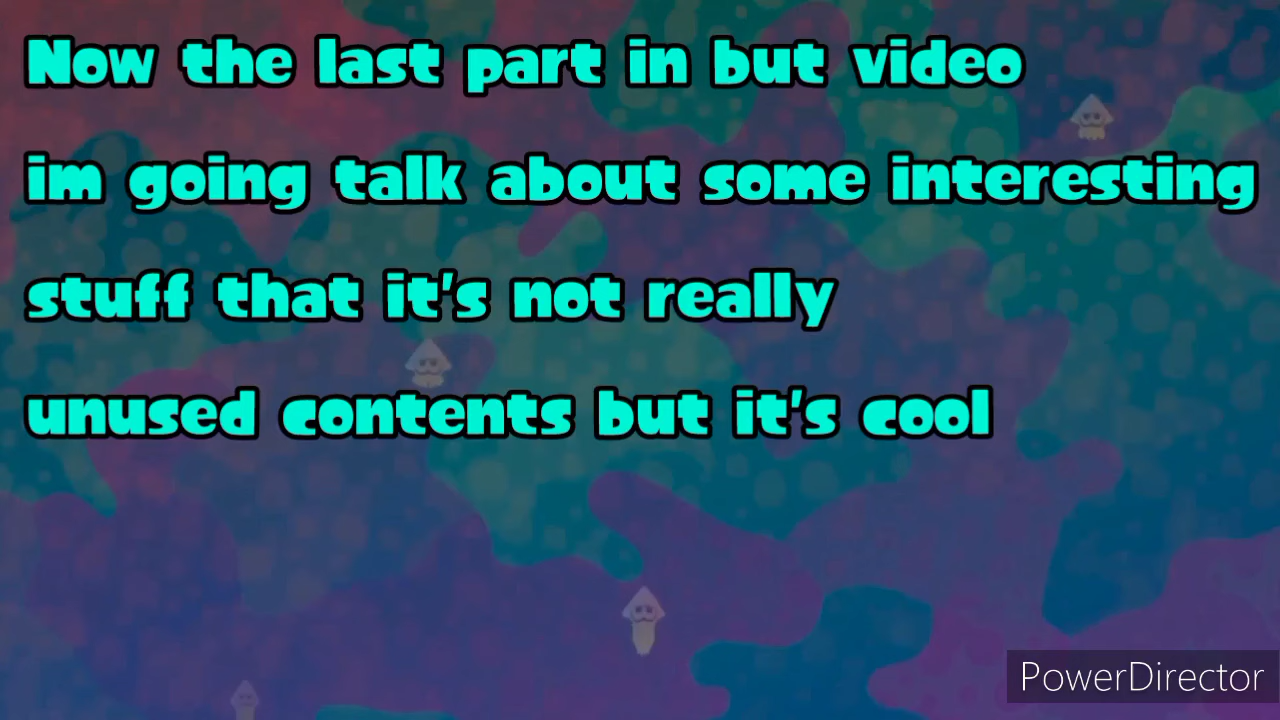 Now the last part in but video
im going talk about some interesting
stuff that it's not really
unused contents but it's cool
PowerDirector